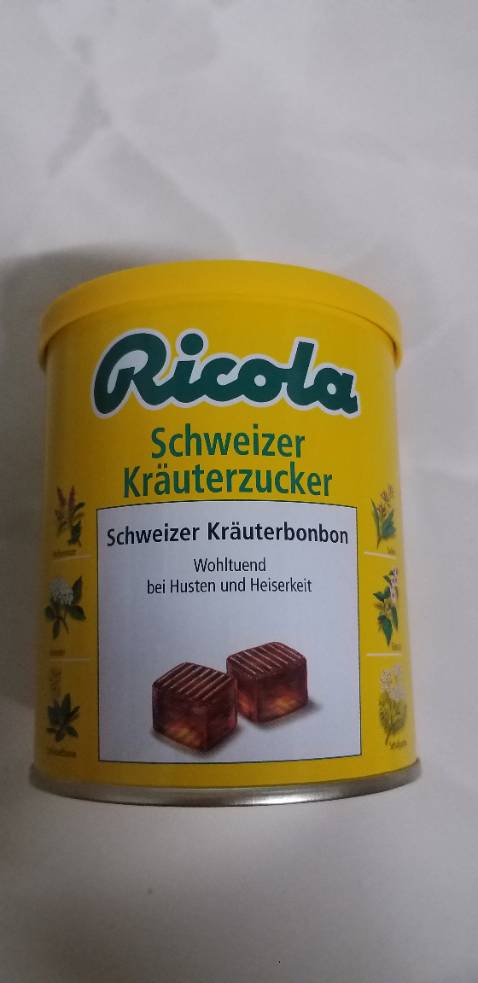 Ricola
Schweizer
Kräuterzucker
Schweizer Kräuterbonbon
Wohltuend
bei Husten und Heiserkeit